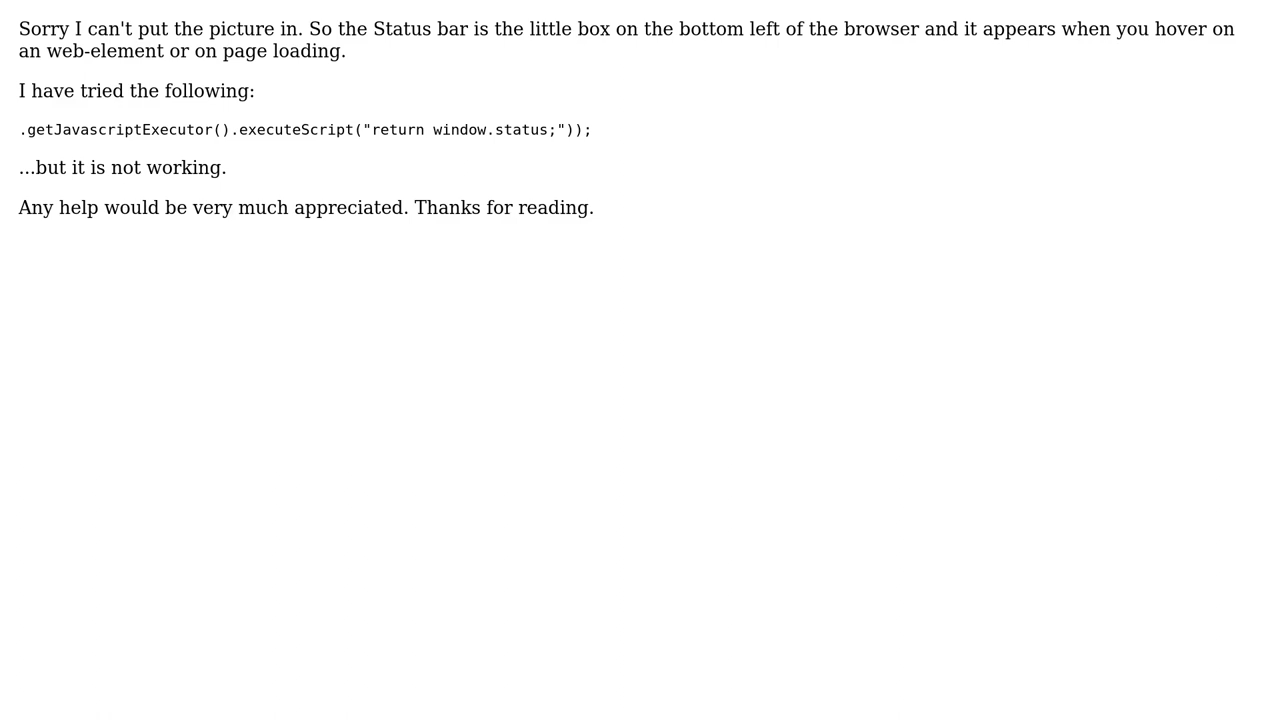 Sorry I can't put the picture in. So the Status bar is the little box on the bottom left of the browser and it appears when you hover on
an web-element or on page loading.
I have tried the following:
.getJavascriptExecutor().executeScript("return window.status;"));
...but it is not working.
Any help would be very much appreciated. Thanks for reading.